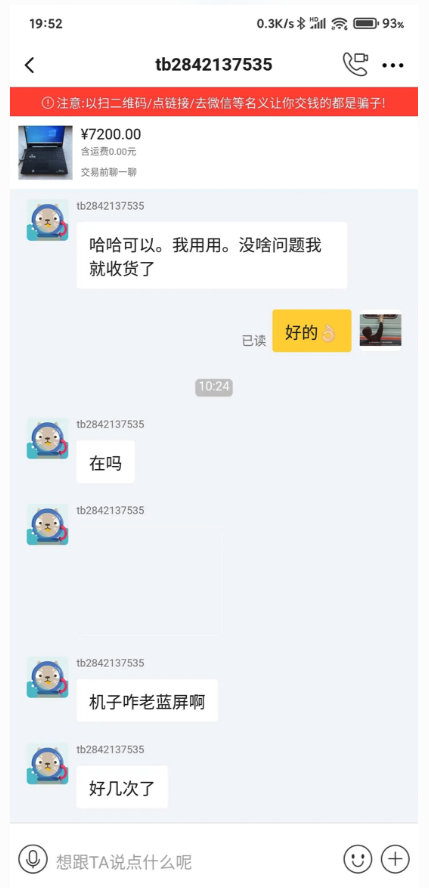 19:52
0.3K/s HD 93%
tb2842137535
注意:以扫二维码/点链接/去微信等名义让你交钱的都是骗子!
¥7200.00
含运费0.00元
交易前聊一聊
tb2842137535
哈哈可以。我用用。没啥问题我
就收货了
已读
好的👌🏻
10:24
tb2842137535
在吗
tb2842137535
tb2842137535
机子咋老蓝屏啊
tb2842137535
好几次了
想跟TA说点什么呢